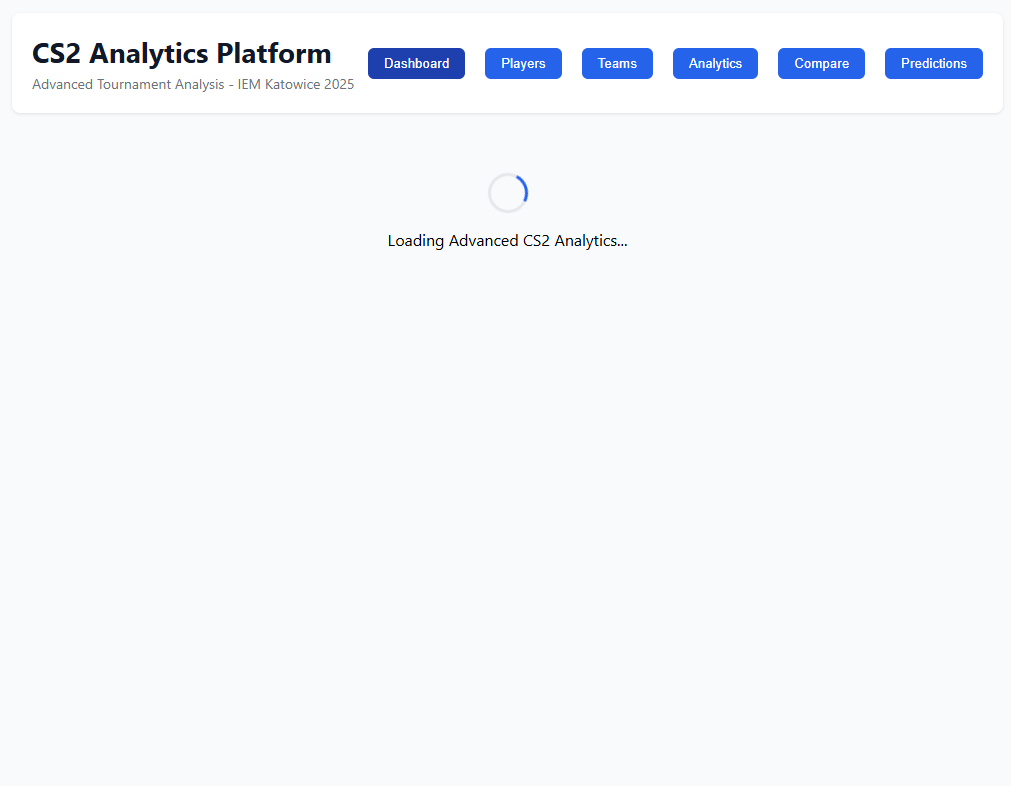 CS2 Analytics Platform
Advanced Tournament Analysis - IEM Katowice 2025
Dashboard
Players
Teams
Analytics
Compare
Predictions
Loading Advanced CS2 Analytics...